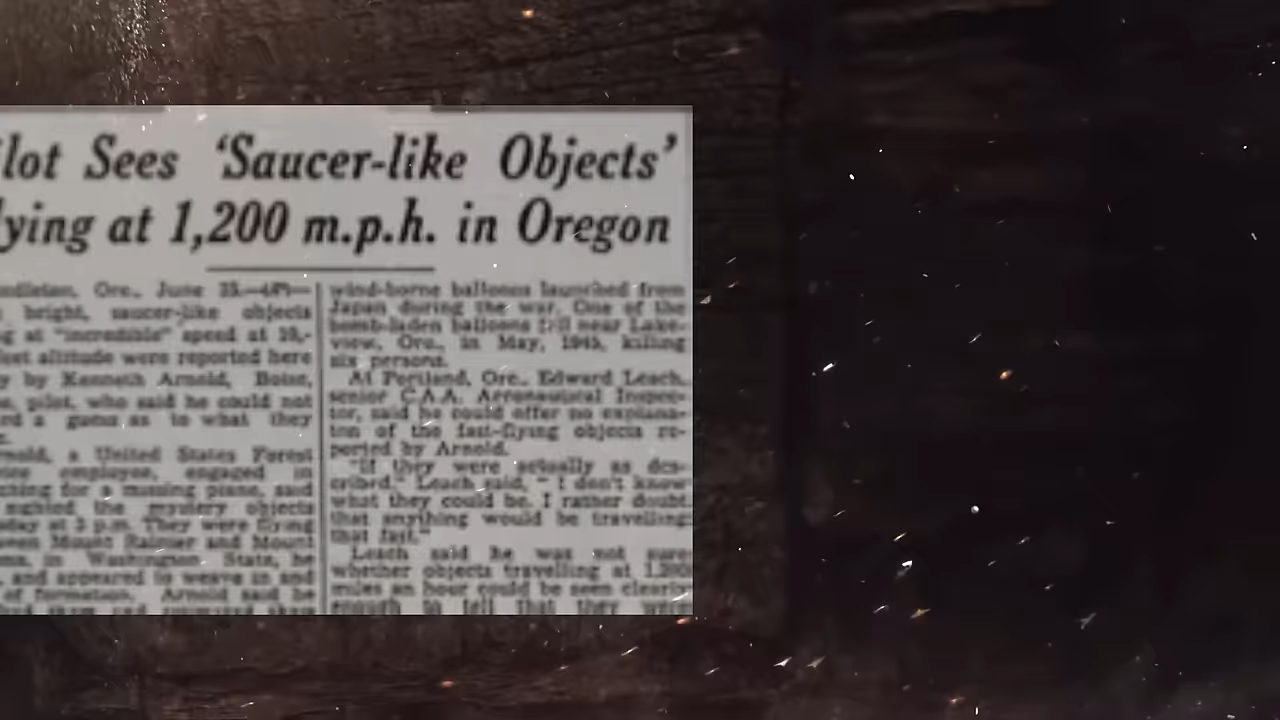 lot Sees ‘Saucer-like Objects’
lying at 1,200 m.p.h. in Oregon
ndleton, Ore., June 25.—(AP)—
bright, saucer-like objects
g at "incredible" speed at 10,-
feet altitude were reported here
y by Kenneth Arnold, Boise,
pilot, who said he could not
a guess as to what they
nold, a United States Forest
employee, engaged in
ching for a missing plane, said
sighted the mystery objects
day at 3 p.m. They were flying
ween Mount Rainier and Mount
ms, in Washington State, he
and appeared to weave in and
of formation. Arnold said he
wind-borne balloons launched from
Japan during the war. One of the
bomb-laden balloons fell near Lake-
view, Ore., in May, 1945, killing
six persons.
At Portland, Ore., Edward Leach,
senior C.A.A. Aeronautical Inspec-
tor, said he could offer no explana-
ton of the fast-flying objects re-
ported by Arnold.
"If they were actually as des-
cribed," Leach said, " I don't know
what they could be. I rather doubt
that anything would be travelling
that fast."
Leach said he was not sure
whether objects travelling at 1,200
miles an hour could be seen clearly
enough to tell that they were